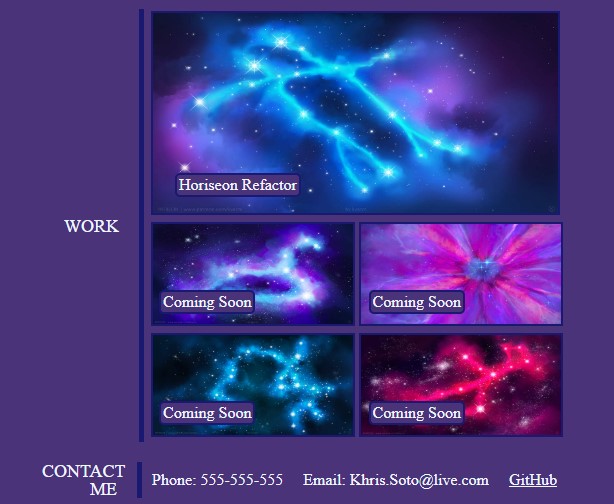 Horiseon Refactor
WORK
Coming Soon
Coming Soon
Coming Soon
Coming Soon
CONTACT
ME
Phone: 555-555-555
Email: Khris.Soto@live.com
GitHub